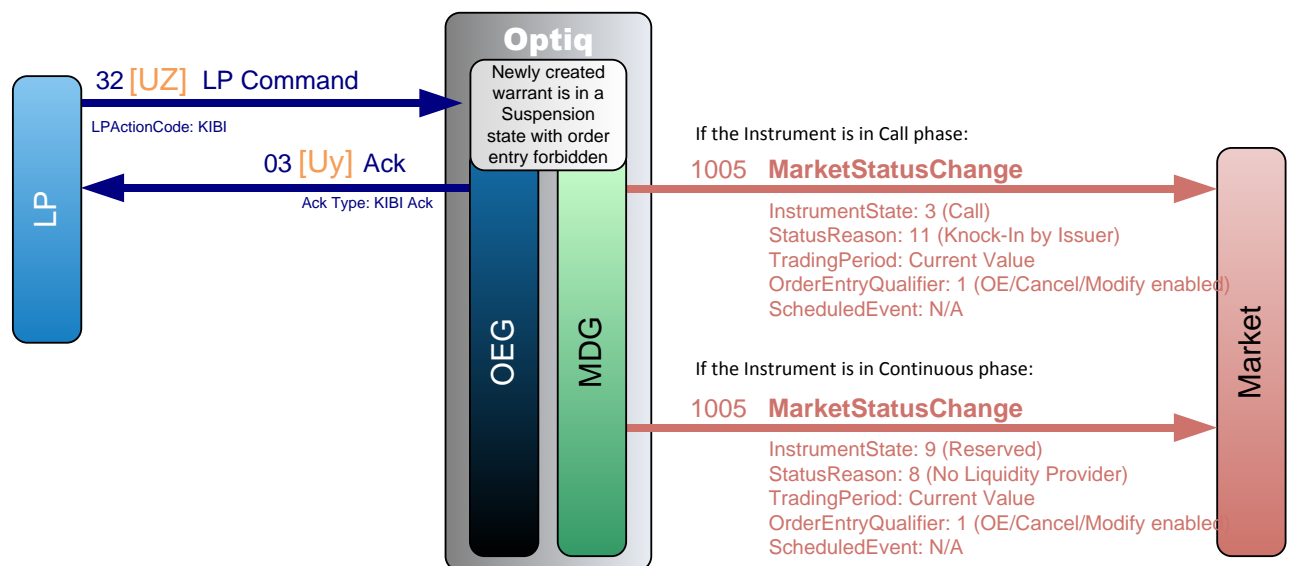 Optiq
Newly created
warrant is in a
Suspension
state with order
entry forbidden
32 [UZ] LP Command
LPActionCode: KIBI
03 [Uy] Ack
Ack Type: KIBI Ack
LP
OEG
MDG
If the Instrument is in Call phase:
1005 MarketStatusChange
InstrumentState: 3 (Call)
StatusReason: 11 (Knock-In by Issuer)
TradingPeriod: Current Value
OrderEntryQualifier: 1 (OE/Cancel/Modify enabled)
ScheduledEvent: N/A
If the Instrument is in Continuous phase:
1005 MarketStatusChange
InstrumentState: 9 (Reserved)
StatusReason: 8 (No Liquidity Provider)
TradingPeriod: Current Value
OrderEntryQualifier: 1 (OE/Cancel/Modify enabled)
ScheduledEvent: N/A
Market